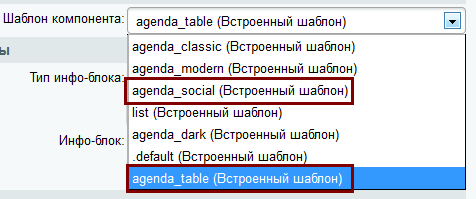 Шаблон компонента: agenda_table (Встроенный шаблон)
agenda_classic (Встроенный шаблон)
ы
agenda_modern (Встроенный шаблон)
Тип инфо-блока:
agenda_social (Встроенный шаблон)
list (Встроенный шаблон)
Инфо-блок:
agenda_dark (Встроенный шаблон)
.default (Встроенный шаблон)
agenda_table (Встроенный шаблон)